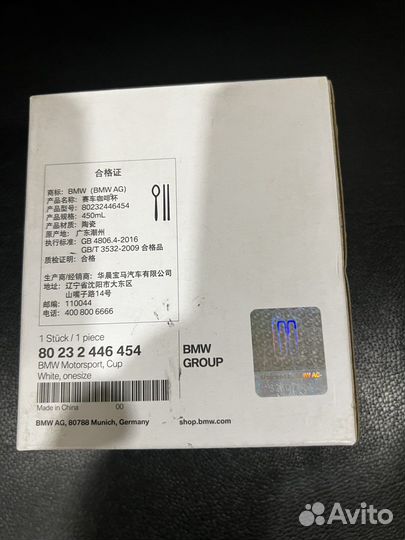 合格证
商标: BMW (BMW AG)
产品名称: 赛车咖啡杯
产品型号: 80232446454
产品规格: 450mL
产品材质: 陶瓷
原产地: 广东潮州
执行标准: GB 4806.4-2016
GB/T 3532-2009 合格品
质检证明: 合格
生产商/经销商: 华晨宝马汽车有限公司
地址: 辽宁省沈阳市大东区
山嘴子路14号
邮编: 110044
电话: 400 800 6666
1 Stück / 1 piece
80 23 2 446 454
BMW Motorsport, Cup
White, onesize
BMW
GROUP
Made in China
00
BMW AG, 80788 Munich, Germany
shop.bmw.com
Avito